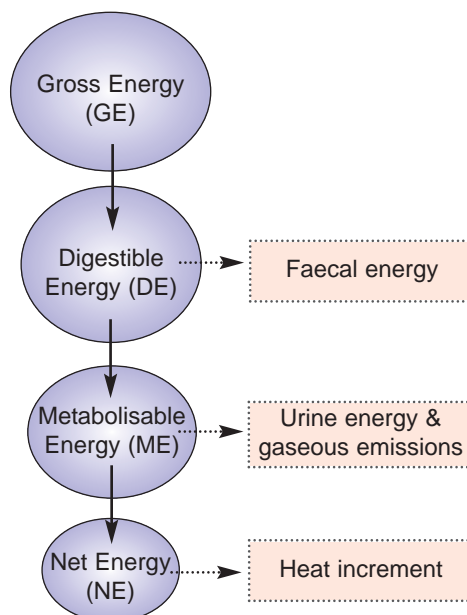 Gross Energy
(GE)
Digestible
Energy (DE)
Faecal energy
Metabolisable
Energy (ME)
Urine energy &
gaseous emissions
Net Energy
(NE)
Heat increment